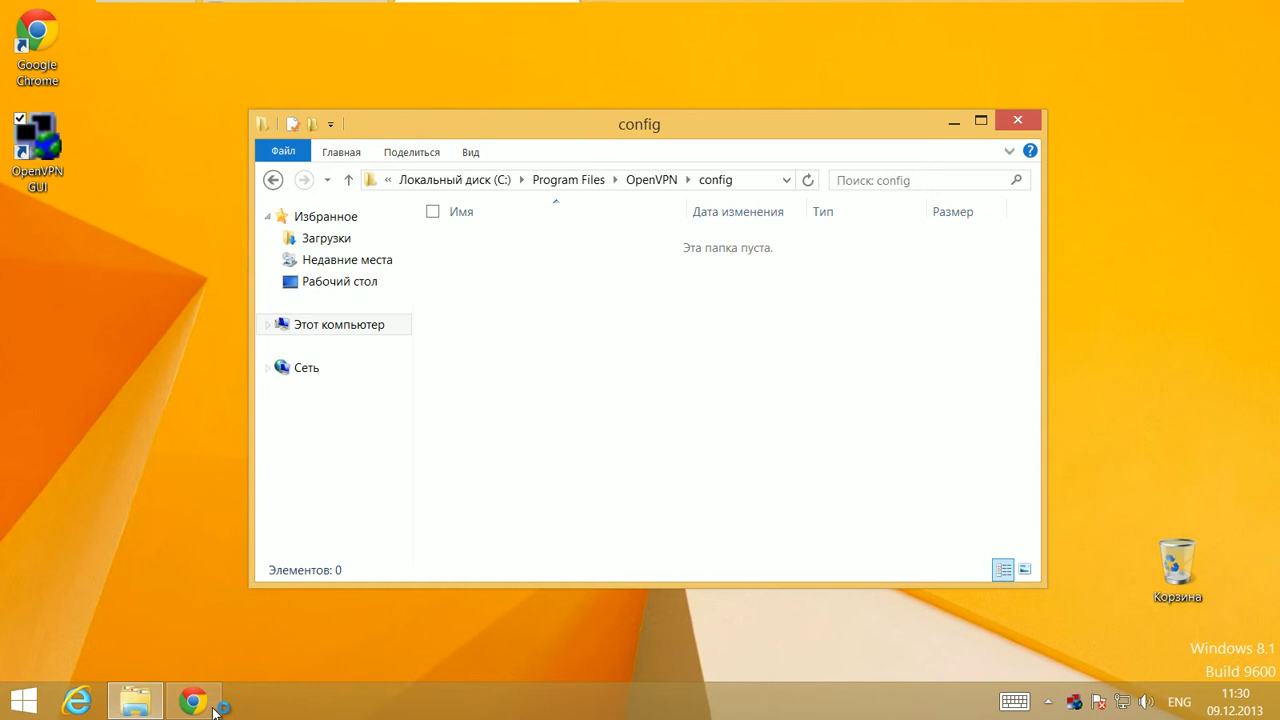 Google
Chrome
OpenVPN
GUI
config
Файл
Главная
Поделиться
Вид
« Локальный диск (C:)
Program Files
OpenVPN
config
Поиск: config
Имя
Дата изменения
Тип
Размер
Эта папка пуста.
Избранное
Загрузки
Недавние места
Рабочий стол
Этот компьютер
Сеть
Элементов: 0
Корзина
Windows 8.1
Build 9600
ENG
11:30
09.12.2013